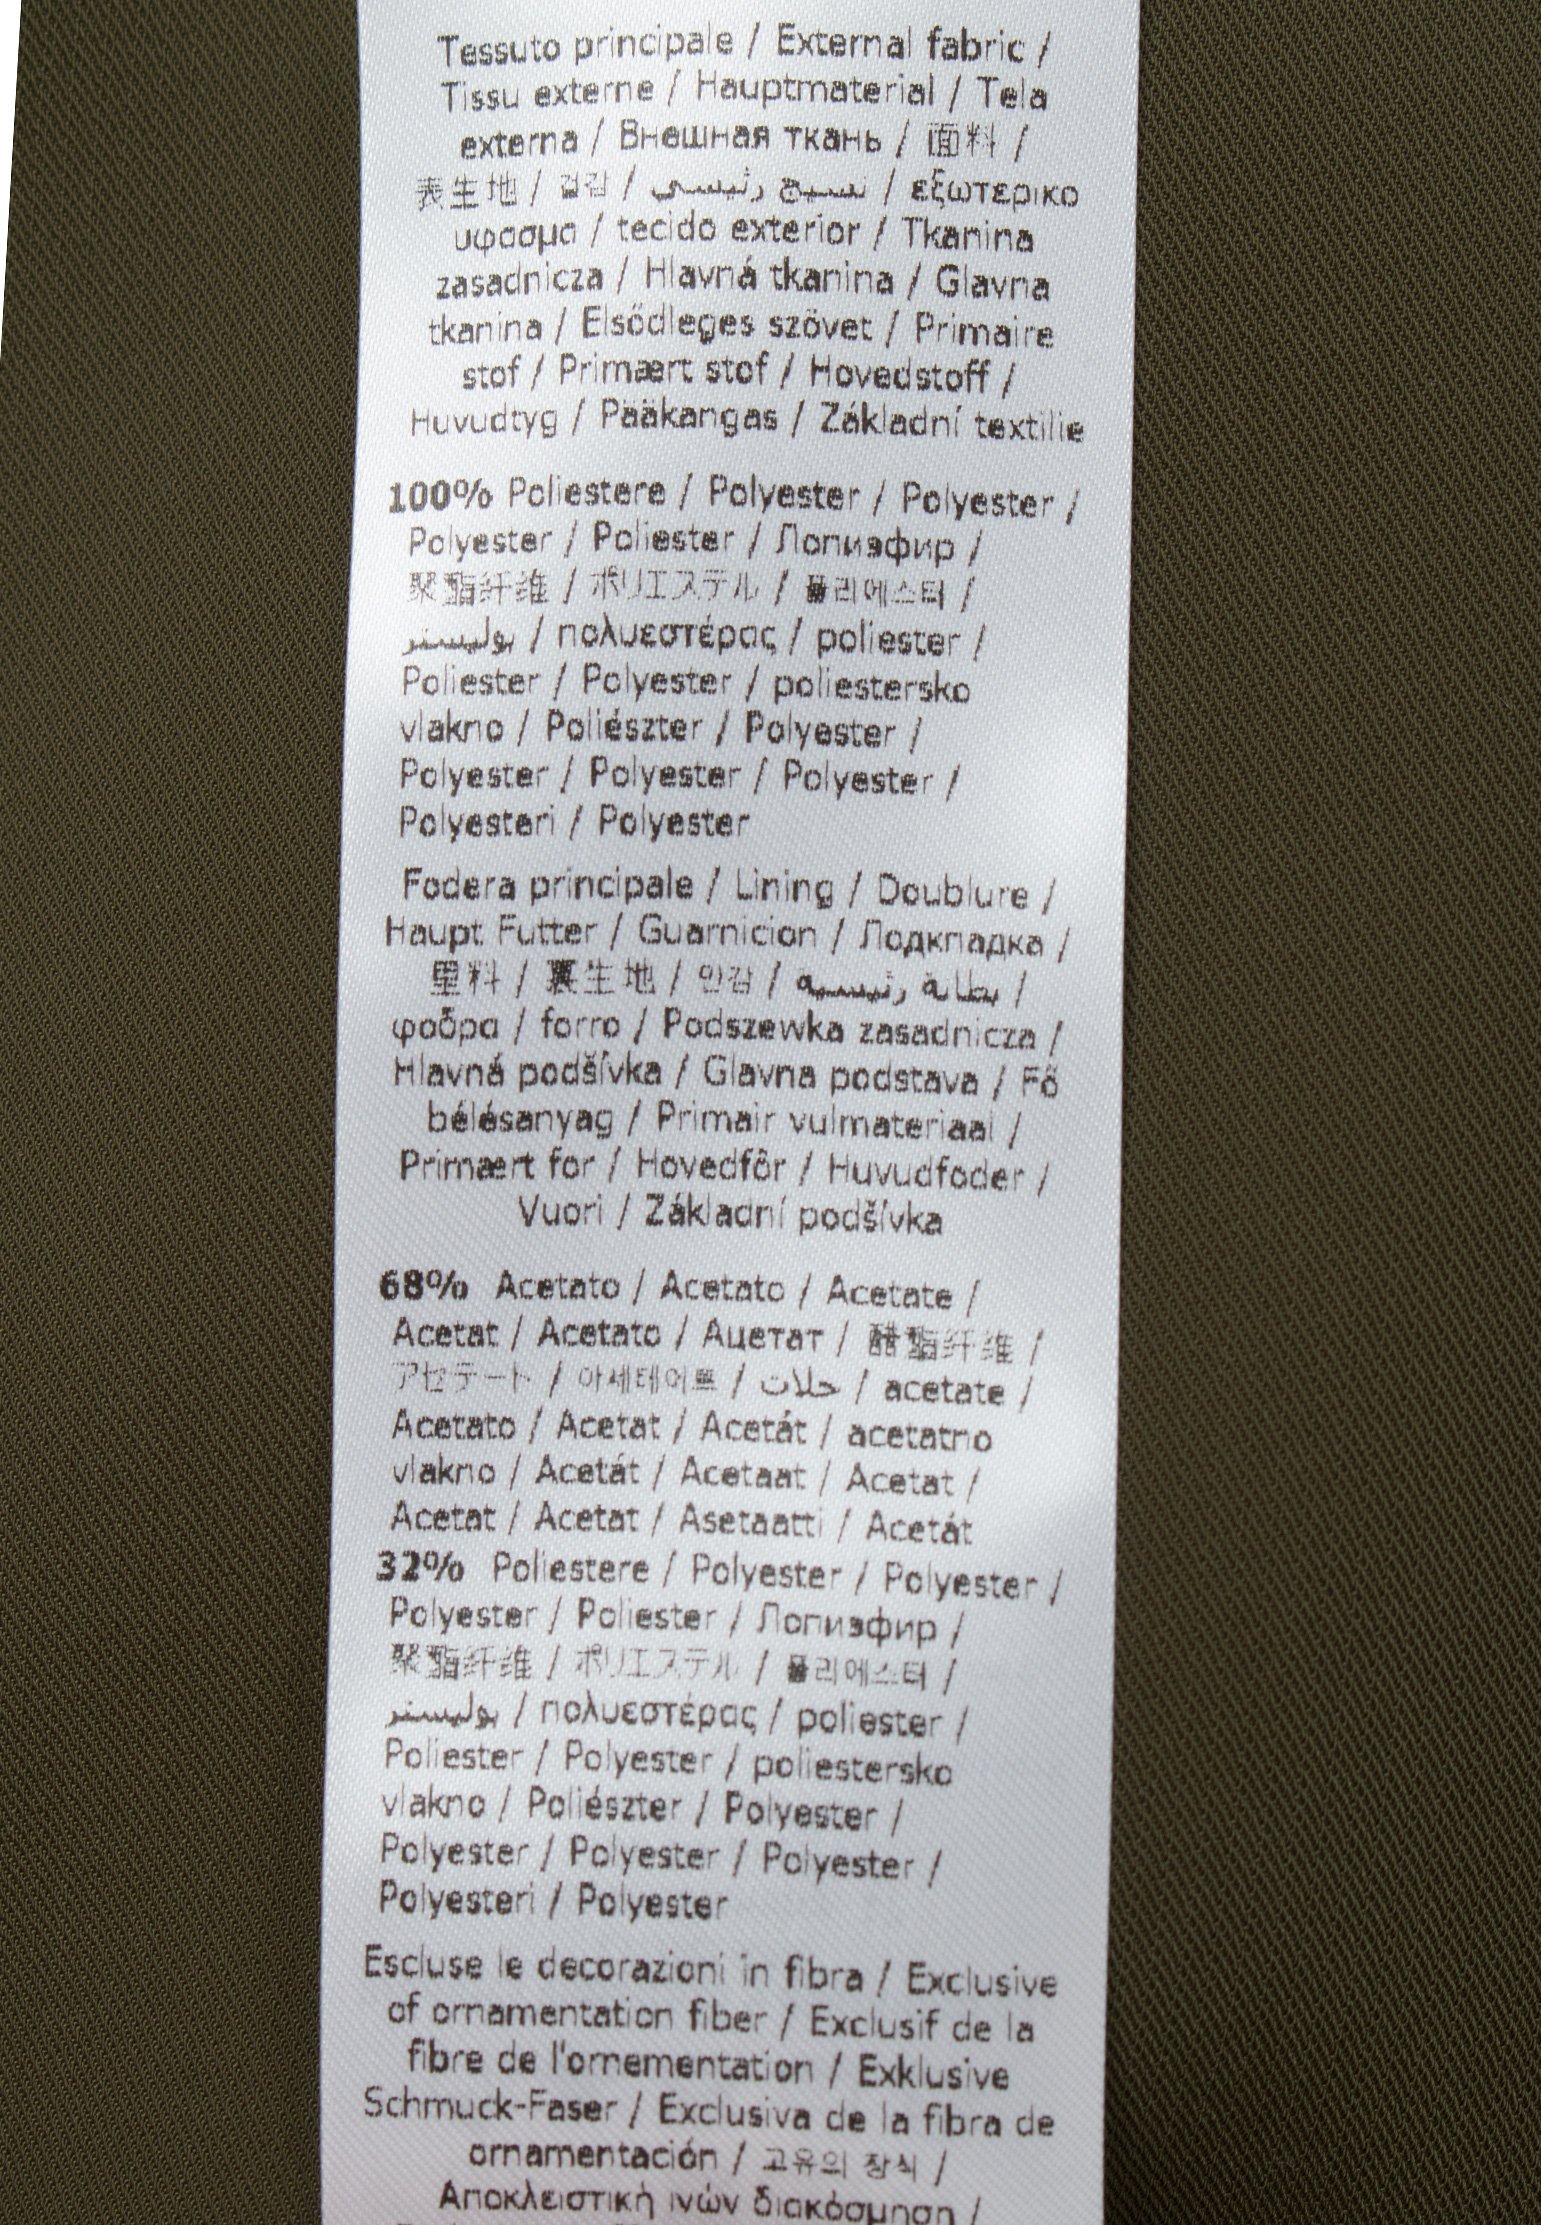 Tessuto principale / External fabric /
Tissu externe / Hauptmaterial / Tela
externa / Внешная ткань / 面料 /
表生地 / 겉감 / نسيج رئيسي / εξωτερικο
υφασμα / tecido exterior / Tkanina
zasadnicza / Hlavná tkanina / Glavna
tkanina / Elsődleges szövet / Primaire
stof / Primært stof / Hovedstoff /
Huvudtyg / Pääkangas / Základní textilie
100% Poliestere / Polyester / Polyester /
Polyester / Poliester / Полиэфир /
聚酯纤维 / ポリエステル / 폴리에스터 /
بوليستر / πολυεστέρας / poliester /
Poliester / Polyester / poliestersko
vlakno / Poliészter / Polyester /
Polyester / Polyester / Polyester /
Polyesteri / Polyester
Fodera principale / Lining / Doublure /
Haupt Futter / Guarnicion / Подкладка /
里料 / 裏生地 / 안감 / بطانة رئيسية /
φοδρα / forro / Podszewka zasadnicza /
Hlavná podšívka / Glavna podstava / Fő
bélésanyag / Primair vulmateriaal /
Primært for / Hovedfôr / Huvudfoder /
Vuori / Základní podšívka
68% Acetato / Acetato / Acetate /
Acetat / Acetato / Ацетат / 醋酯纤维 /
アセテート / 아세테이트 / خلات / acetate /
Acetato / Acetat / Acetát / acetatno
vlakno / Acetát / Acetaat / Acetat /
Acetat / Acetat / Asetaatti / Acetát
32% Poliestere / Polyester / Polyester /
Polyester / Poliester / Полиэфир /
聚酯纤维 / ポリエステル / 폴리에스터 /
بوليستر / πολυεστέρας / poliester /
Poliester / Polyester / poliestersko
vlakno / Poliészter / Polyester /
Polyester / Polyester / Polyester /
Polyesteri / Polyester
Escluse le decorazioni in fibra / Exclusive
of ornamentation fiber / Exclusif de la
fibre de l'ornementation / Exklusive
Schmuck-Faser / Exclusiva de la fibra de
ornamentación / 고유의 장식 /
Αποκλειστική ινών διακόσμηση /